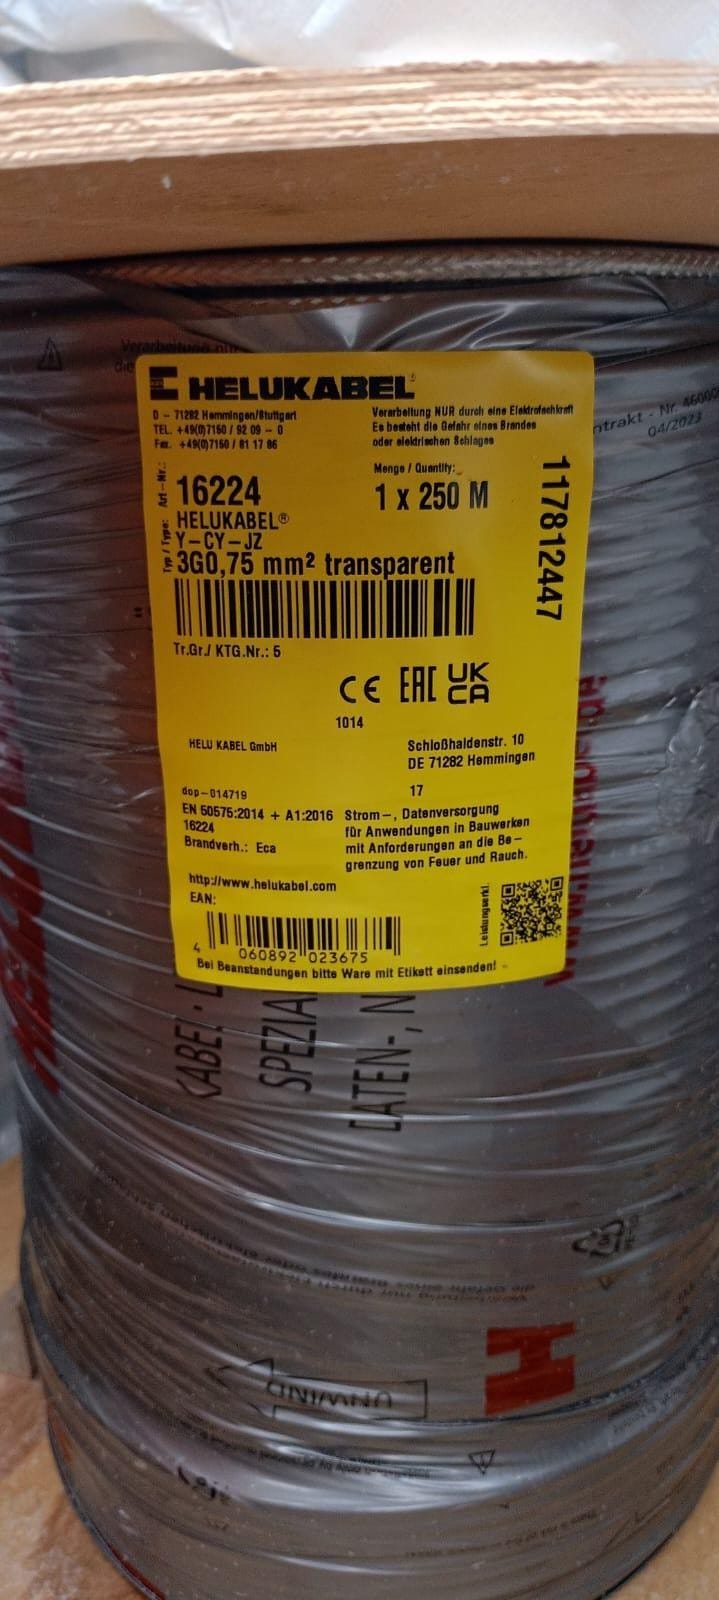 HELUKABEL®
D - 71282 Hemmingen/Stuttgart
TEL. +49(0)7150 / 92 09 - 0
Fax. +49(0)7150 / 81 17 86
Verarbeitung NUR durch eine Elektrofachkraft
Es besteht die Gefahr eines Brandes
oder elektrischen Schlages
Art-Nr.:
16224
Menge / Quantity:
1 x 250 M
117812447
Typ / Type:
HELUKABEL®
Y-CY-JZ
3G0,75 mm² transparent
Tr.Gr./ KTG.Nr.: 5
CE EAC UK
CA
1014
HELU KABEL GmbH
Schloßhaldenstr. 10
DE 71282 Hemmingen
dop-014719
17
EN 50575:2014 + A1:2016
16224
Brandverh.: Eca
Strom-, Datenversorgung
für Anwendungen in Bauwerken
mit Anforderungen an die Be-
grenzung von Feuer und Rauch.
http://www.helukabel.com
EAN:
Leistungserkl.
4 060892 023675
Bei Beanstandungen bitte Ware mit Etikett einsenden!
04/2023
KABEL · L
SPEZIA
DATEN-, N
UNWIND
H